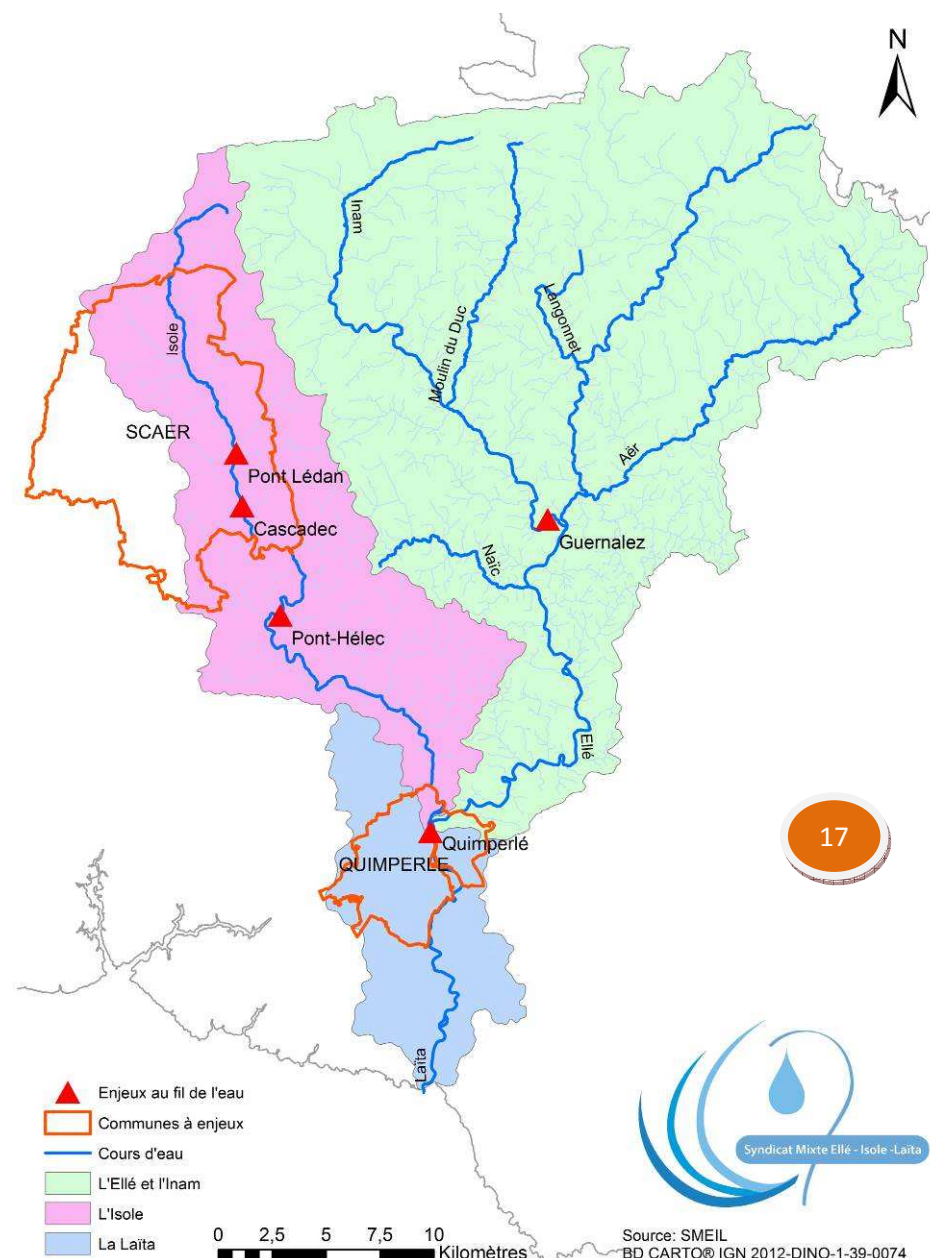 N
Inam
Moulin du Duc
Langonnet
Isole
SCAER
Pont Lédan
Aër
Cascadec
Guernalez
Naïc
Pont-Hélec
Ellé
17
Quimperlé
QUIMPERLE
Laïta
Enjeux au fil de l'eau
Communes à enjeux
Cours d'eau
L'Ellé et l'Inam
L'Isole
La Laïta
Syndicat Mixte Ellé - Isole -Laïta
0 2,5 5 7,5 10
Kilomètres
Source: SMEIL
BD CARTO® IGN 2012-DINO-1-39-0074